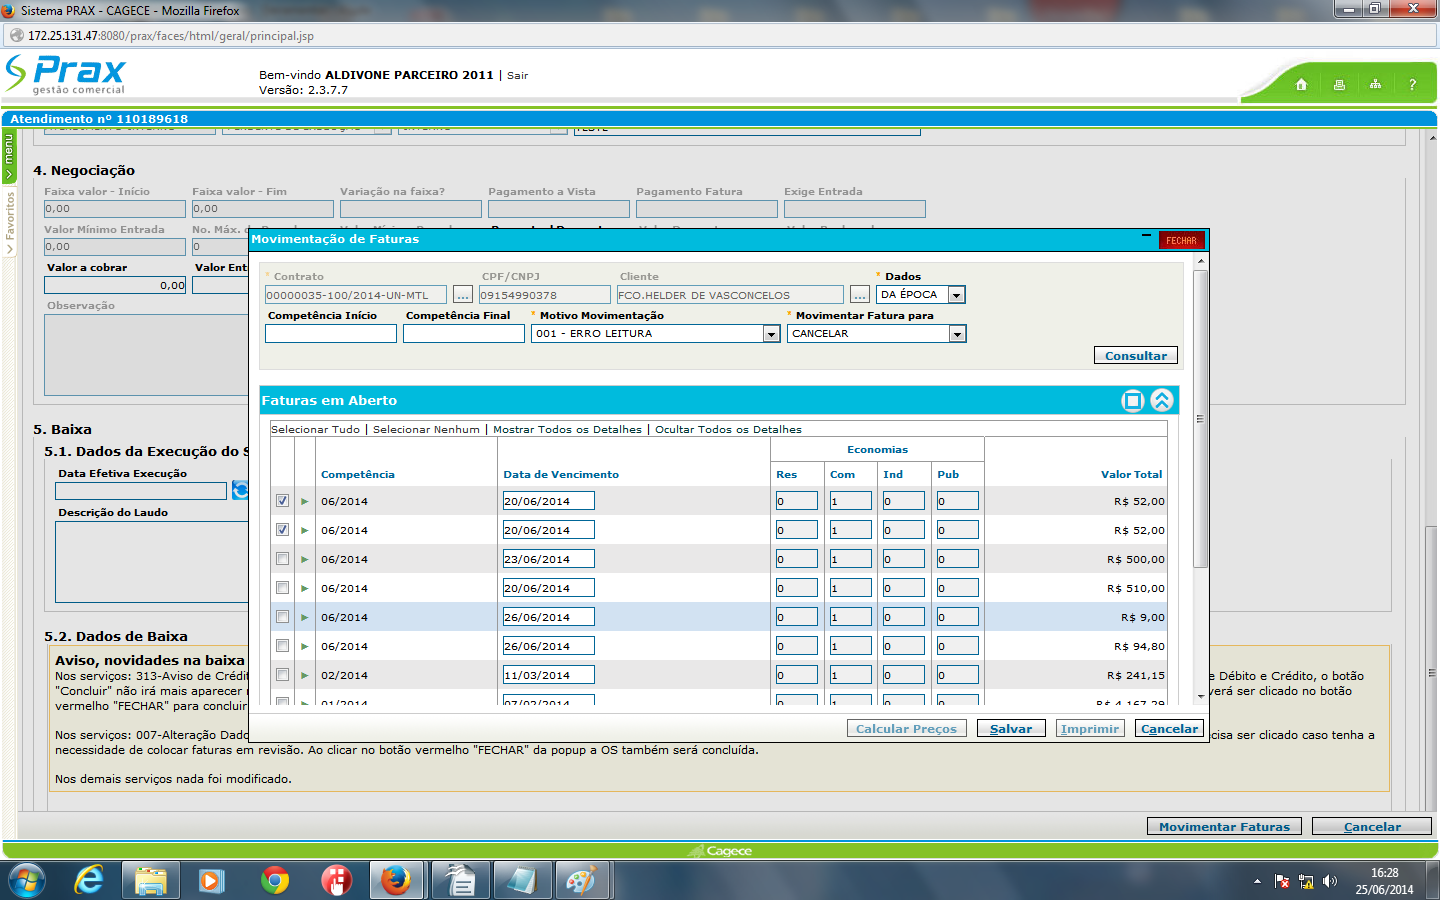 Sistema PRAX - CAGECE - Mozilla Firefox
172.25.131.47:8080/prax/faces/html/geral/principal.jsp
Prax
gestão comercial
Bem-vindo ALDIVONE PARCEIRO 2011 | Sair
Versão: 2.3.7.7
?
Atendimento nº 110189618
menu
Favoritos
TESTE
4. Negociação
Faixa valor - Início Faixa valor - Fim Variação na faixa? Pagamento a Vista Pagamento Fatura Exige Entrada
0,00 0,00
Valor Mínimo Entrada No. Máx.
0,00 0
Valor a cobrar Valor Ent
0,00
Observação
5. Baixa
5.1. Dados da Execução do S
Data Efetiva Execução
Descrição do Laudo
5.2. Dados de Baixa
Aviso, novidades na baixa
Nos serviços: 313-Aviso de Crédit e Débito e Crédito, o botão
"Concluir" não irá mais aparecer verá ser clicado no botão
vermelho "FECHAR" para concluir
Nos serviços: 007-Alteração Dado cisa ser clicado caso tenha a
necessidade de colocar faturas em revisão. Ao clicar no botão vermelho "FECHAR" da popup a OS também será concluída.
Nos demais serviços nada foi modificado.
Movimentação de Faturas FECHAR
* Contrato CPF/CNPJ Cliente * Dados
00000035-100/2014-UN-MTL ... 09154990378 FCO.HELDER DE VASCONCELOS ... DA ÉPOCA
Competência Início Competência Final * Motivo Movimentação * Movimentar Fatura para
001 - ERRO LEITURA CANCELAR
Consultar
Faturas em Aberto
Selecionar Tudo | Selecionar Nenhum | Mostrar Todos os Detalhes | Ocultar Todos os Detalhes
Economias
Competência Data de Vencimento Res Com Ind Pub Valor Total
06/2014 20/06/2014 0 1 0 0 R$ 52,00
06/2014 20/06/2014 0 1 0 0 R$ 52,00
06/2014 23/06/2014 0 1 0 0 R$ 500,00
06/2014 20/06/2014 0 1 0 0 R$ 510,00
06/2014 26/06/2014 0 1 0 0 R$ 9,00
06/2014 26/06/2014 0 1 0 0 R$ 94,80
02/2014 11/03/2014 0 1 0 0 R$ 241,15
01/2014 07/02/2014 0 1 0 0 R$ 4.167,29
Calcular Preços Salvar Imprimir Cancelar
Movimentar Faturas Cancelar
Cagece
16:28
25/06/2014